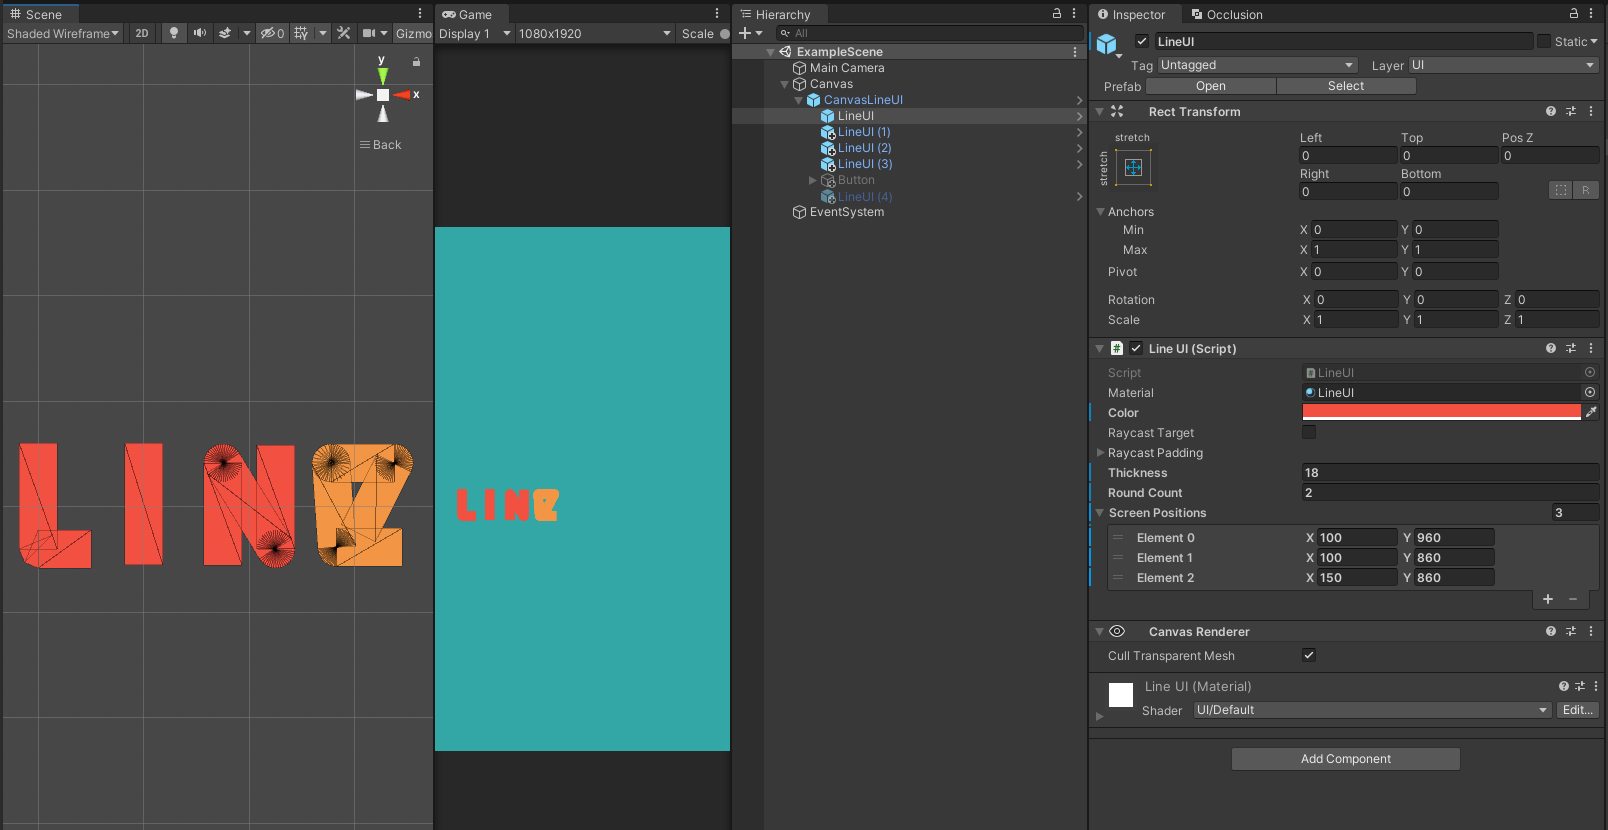 Scene
Shaded Wireframe
2D
0
Gizmo
y
x
Back
L I N
Game
Display 1
1080x1920
Scale
LIN
Hierarchy
All
ExampleScene
Main Camera
Canvas
CanvasLineUI
LineUI
LineUI (1)
LineUI (2)
LineUI (3)
Button
LineUI (4)
EventSystem
Inspector
Occlusion
LineUI
Static
Tag Untagged Layer UI
Prefab Open Select
Rect Transform
stretch
stretch
Left Top Pos Z
0 0 0
Right Bottom
0 0
R
Anchors
Min X 0 Y 0
Max X 1 Y 1
Pivot X 0 Y 0
Rotation X 0 Y 0 Z 0
Scale X 1 Y 1 Z 1
# Line UI (Script)
Script # LineUI
Material LineUI
Color
Raycast Target
Raycast Padding
Thickness 18
Round Count 2
Screen Positions 3
Element 0 X 100 Y 960
Element 1 X 100 Y 860
Element 2 X 150 Y 860
+ −
Canvas Renderer
Cull Transparent Mesh
Line UI (Material)
Shader UI/Default Edit...
Add Component